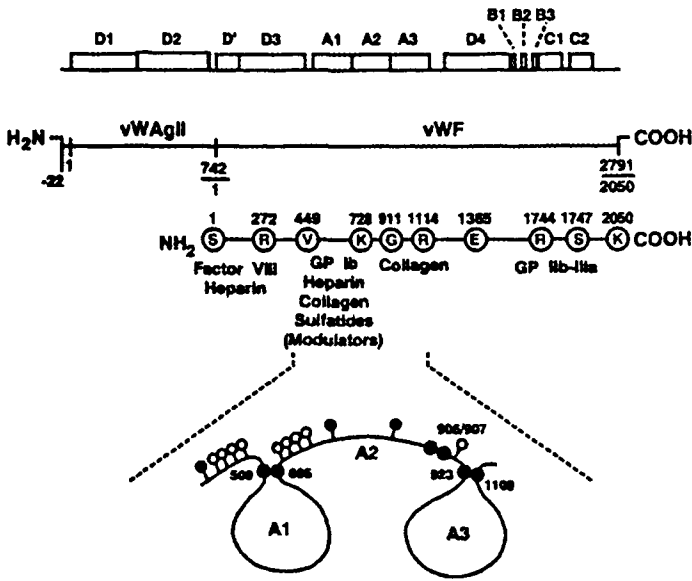 B1 B2 B3
D1 D2 D' D3 A1 A2 A3 D4 C1 C2
H₂N vWAgII vWF COOH
-22 1 742 2791
1 2050
1 272 449 728 911 1114 1365 1744 1747 2050
NH₂ S R V K G R E R S K COOH
Factor VIII GP Ib Collagen GP IIb-IIIa
Heparin Heparin
Collagen
Sulfatides
(Modulators)
906/907
A2
509 695 923 1109
A1 A3